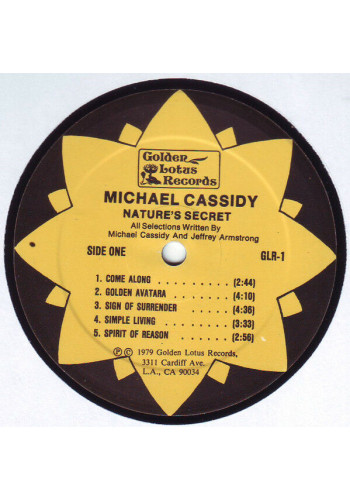 Golden
Lotus
Records
MICHAEL CASSIDY
NATURE'S SECRET
All Selections Written By
Michael Cassidy And Jeffrey Armstrong
SIDE ONE GLR-1
1. COME ALONG . . . . . . . . . (2:44)
2. GOLDEN AVATARA . . . . . . . (4:10)
3. SIGN OF SURRENDER . . . . . . (4:36)
4. SIMPLE LIVING . . . . . . . . (3:33)
5. SPIRIT OF REASON . . . . . . . (2:56)
Ⓟ © 1979 Golden Lotus Records,
3311 Cardiff Ave.
L.A., CA 90034